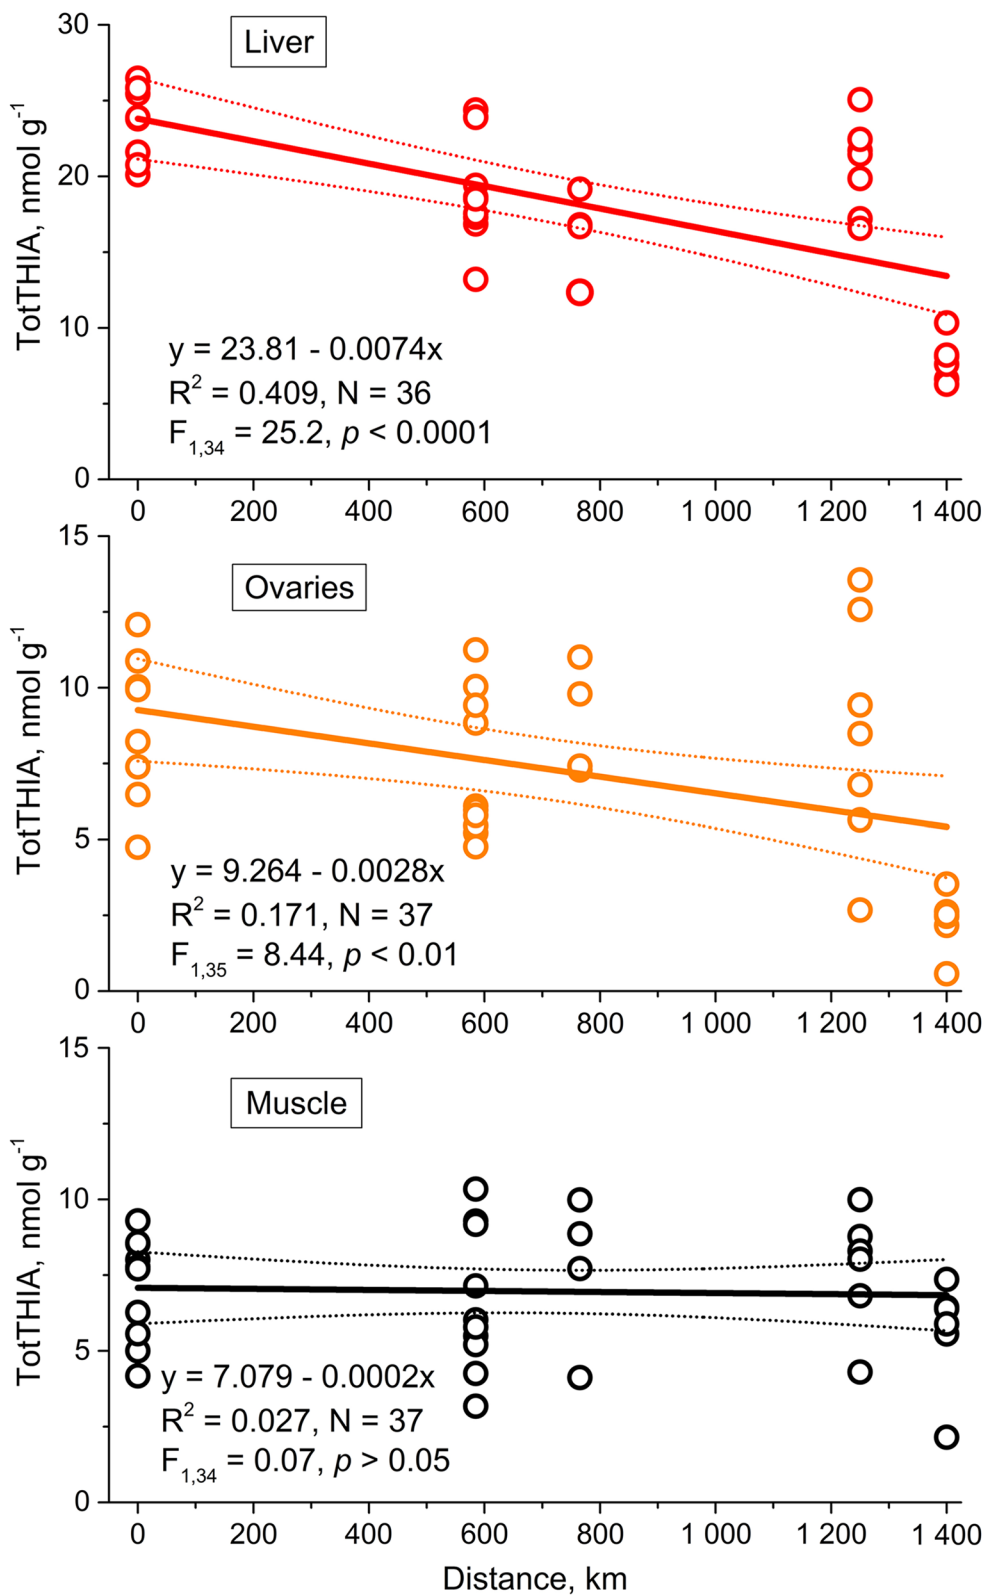 Liver
TotTHIA, nmol g⁻¹
30
20
10
0
y = 23.81 - 0.0074x
R² = 0.409, N = 36
F₁,₃₄ = 25.2, p < 0.0001
0 200 400 600 800 1 000 1 200 1 400
Ovaries
TotTHIA, nmol g⁻¹
15
10
5
0
y = 9.264 - 0.0028x
R² = 0.171, N = 37
F₁,₃₅ = 8.44, p < 0.01
0 200 400 600 800 1 000 1 200 1 400
Muscle
TotTHIA, nmol g⁻¹
15
10
5
0
y = 7.079 - 0.0002x
R² = 0.027, N = 37
F₁,₃₄ = 0.07, p > 0.05
0 200 400 600 800 1 000 1 200 1 400
Distance, km